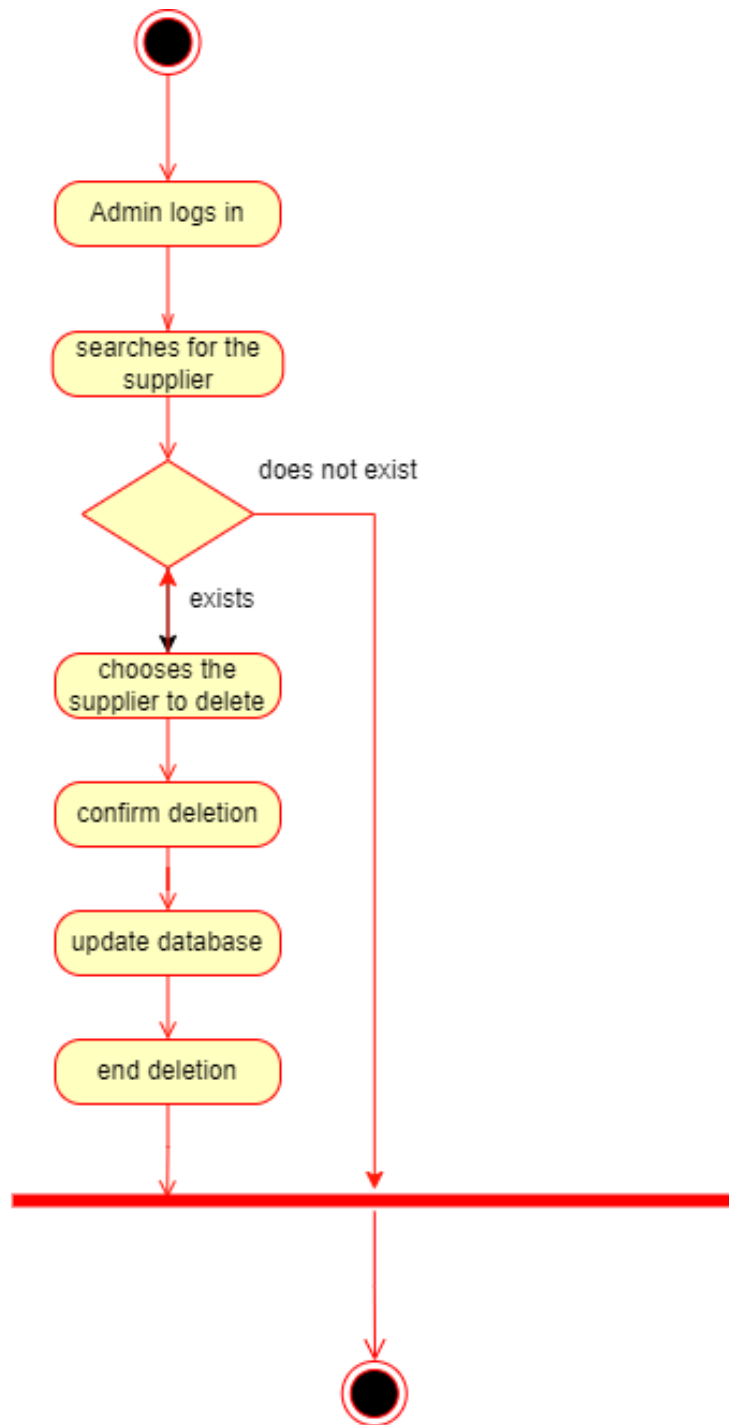 Admin logs in
searches for the
supplier
does not exist
exists
chooses the
supplier to delete
confirm deletion
update database
end deletion